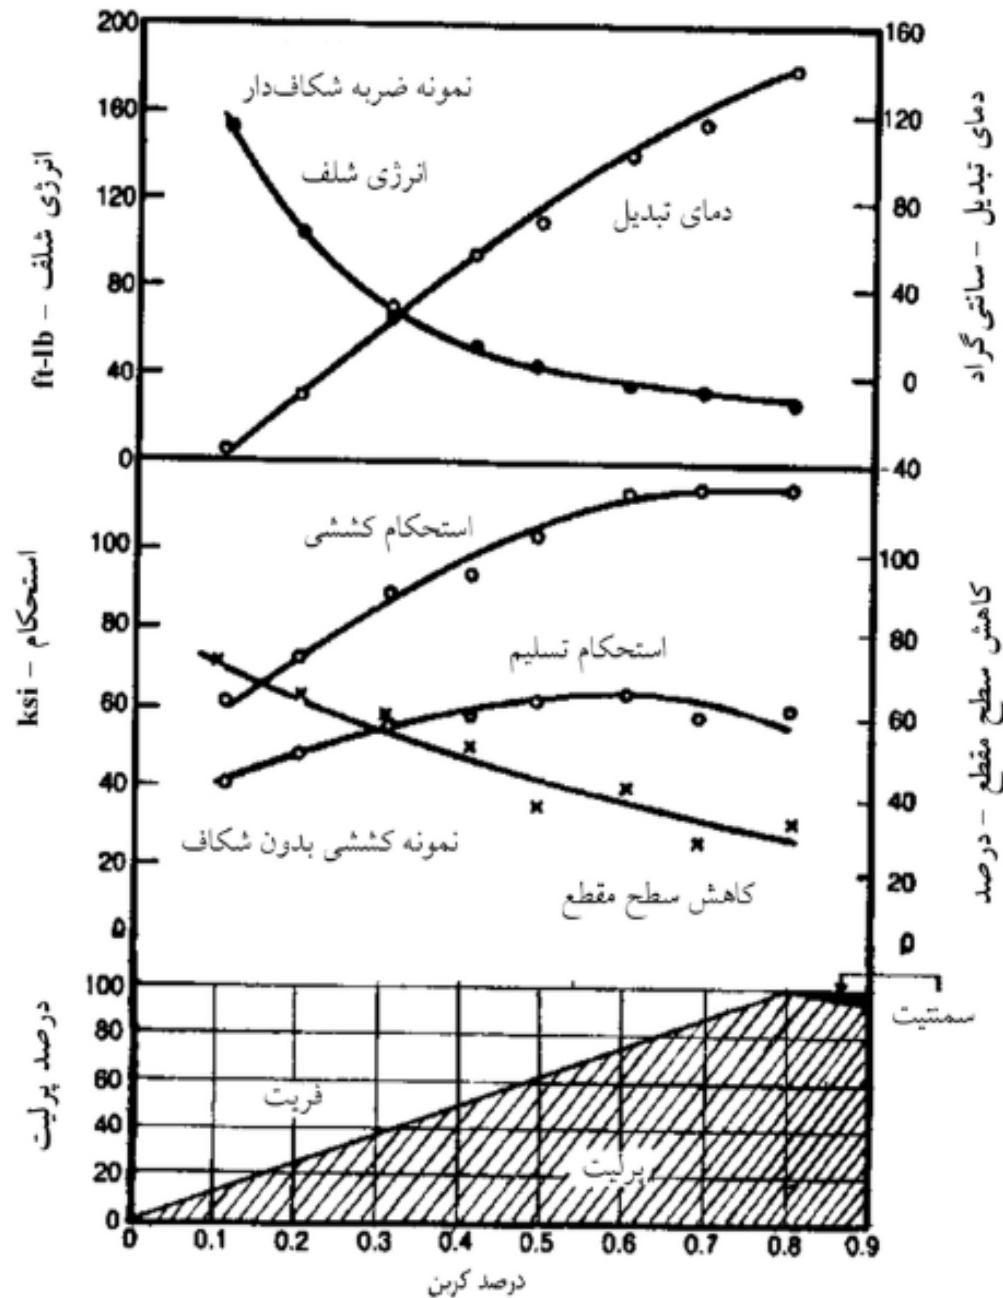 200
160
120
80
40
0
انرژی شلف – ft-lb
نمونه ضربه شکاف‌دار
انرژی شلف
دمای تبدیل
160
120
80
40
0
-40
دمای تبدیل – سانتی گراد
100
80
60
40
20
0
استحکام – ksi
استحکام کششی
استحکام تسلیم
نمونه کششی بدون شکاف
کاهش سطح مقطع
100
80
60
40
20
0
کاهش سطح مقطع – درصد
100
80
60
40
20
0
درصد پرلیت
فریت
پرلیت
سمنتیت
0 0.1 0.2 0.3 0.4 0.5 0.6 0.7 0.8 0.9
درصد کربن